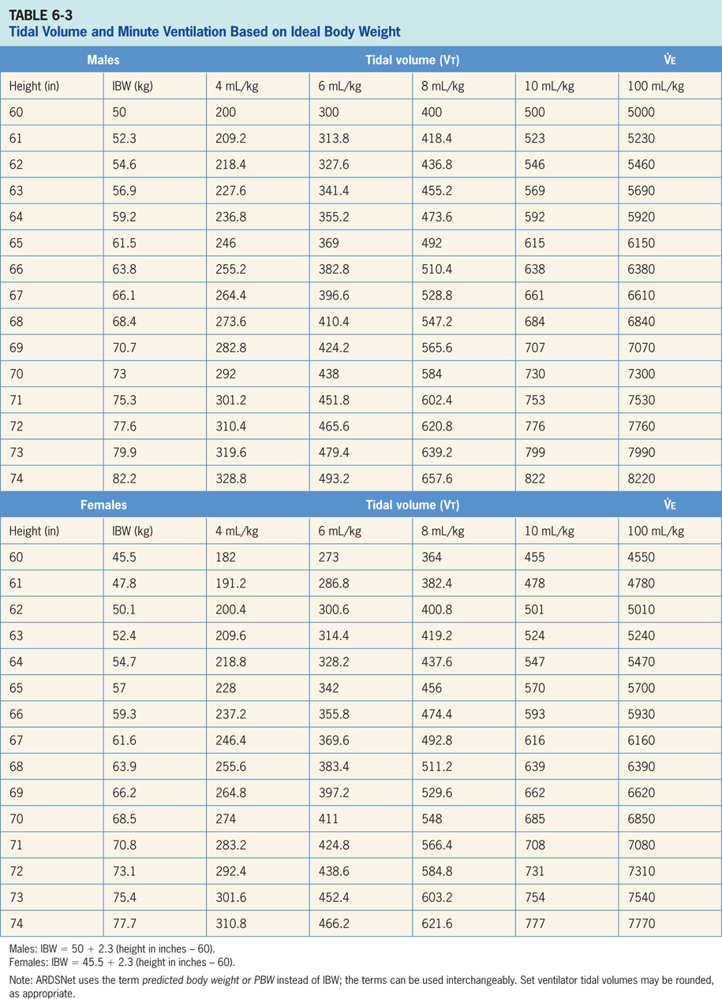 TABLE 6-3
Tidal Volume and Minute Ventilation Based on Ideal Body Weight
Males Tidal volume (VT) V̇E
Height (in) IBW (kg) 4 mL/kg 6 mL/kg 8 mL/kg 10 mL/kg 100 mL/kg
60 50 200 300 400 500 5000
61 52.3 209.2 313.8 418.4 523 5230
62 54.6 218.4 327.6 436.8 546 5460
63 56.9 227.6 341.4 455.2 569 5690
64 59.2 236.8 355.2 473.6 592 5920
65 61.5 246 369 492 615 6150
66 63.8 255.2 382.8 510.4 638 6380
67 66.1 264.4 396.6 528.8 661 6610
68 68.4 273.6 410.4 547.2 684 6840
69 70.7 282.8 424.2 565.6 707 7070
70 73 292 438 584 730 7300
71 75.3 301.2 451.8 602.4 753 7530
72 77.6 310.4 465.6 620.8 776 7760
73 79.9 319.6 479.4 639.2 799 7990
74 82.2 328.8 493.2 657.6 822 8220
Females Tidal volume (VT) V̇E
Height (in) IBW (kg) 4 mL/kg 6 mL/kg 8 mL/kg 10 mL/kg 100 mL/kg
60 45.5 182 273 364 455 4550
61 47.8 191.2 286.8 382.4 478 4780
62 50.1 200.4 300.6 400.8 501 5010
63 52.4 209.6 314.4 419.2 524 5240
64 54.7 218.8 328.2 437.6 547 5470
65 57 228 342 456 570 5700
66 59.3 237.2 355.8 474.4 593 5930
67 61.6 246.4 369.6 492.8 616 6160
68 63.9 255.6 383.4 511.2 639 6390
69 66.2 264.8 397.2 529.6 662 6620
70 68.5 274 411 548 685 6850
71 70.8 283.2 424.8 566.4 708 7080
72 73.1 292.4 438.6 584.8 731 7310
73 75.4 301.6 452.4 603.2 754 7540
74 77.7 310.8 466.2 621.6 777 7770
Males: IBW = 50 + 2.3 (height in inches – 60).
Females: IBW = 45.5 + 2.3 (height in inches – 60).
Note: ARDSNet uses the term predicted body weight or PBW instead of IBW; the terms can be used interchangeably. Set ventilator tidal volumes may be rounded,
as appropriate.